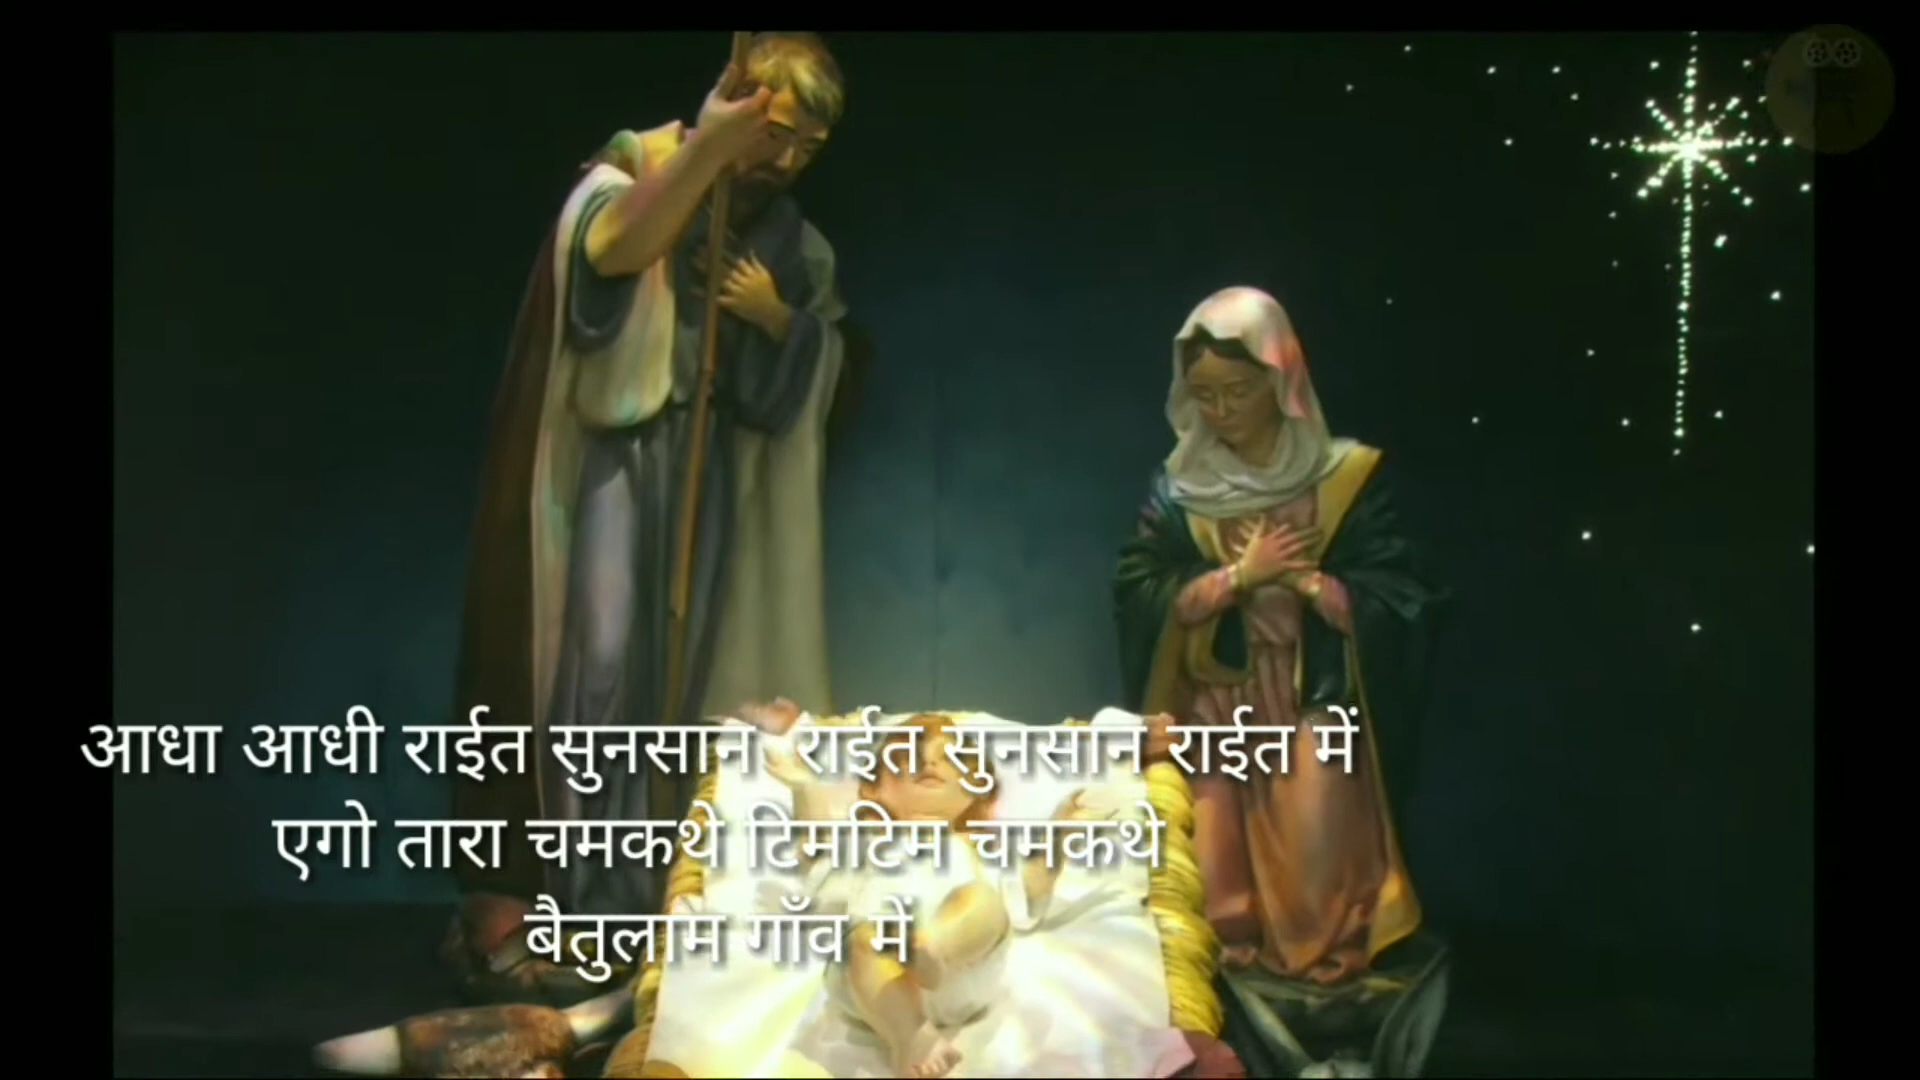 आधा आधी राईत सुनसान राईत सुनसान राईत में
एगो तारा चमकथे टिमटिम चमकथे
बैतुलाम गाँव में